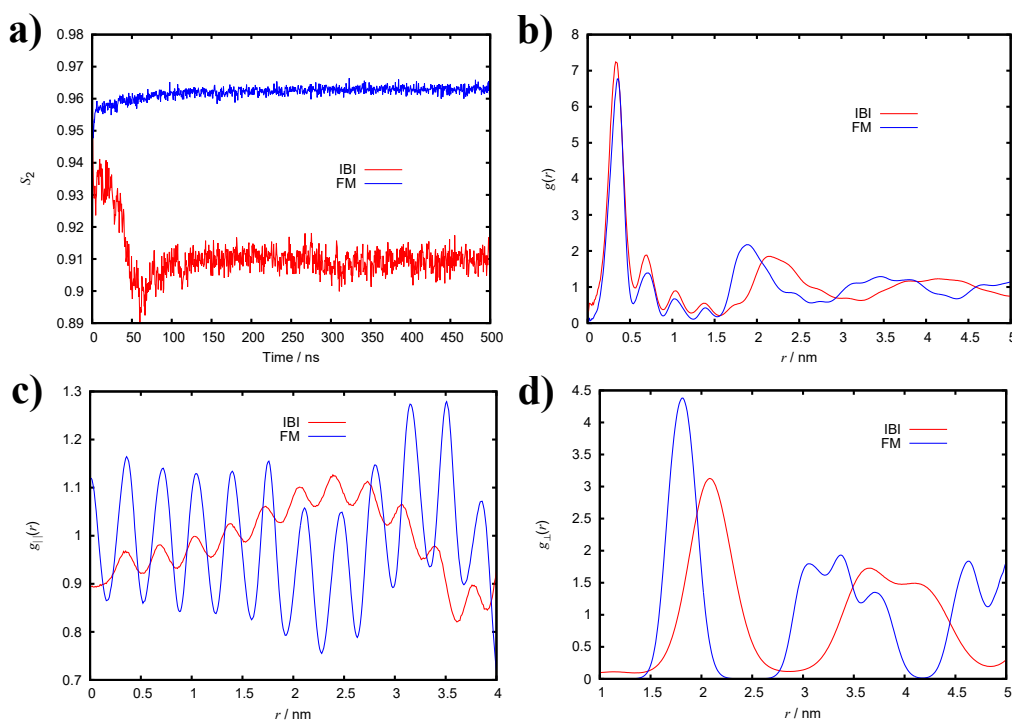 a)
0.98
0.97
0.96
0.95
0.94
0.93
0.92
0.91
0.9
0.89
S2
IBI
FM
0 50 100 150 200 250 300 350 400 450 500
Time / ns
b)
8
7
6
5
4
3
2
1
0
g(r)
IBI
FM
0 0.5 1 1.5 2 2.5 3 3.5 4 4.5 5
r / nm
c)
1.3
1.2
1.1
1
0.9
0.8
0.7
g||(r)
IBI
FM
0 0.5 1 1.5 2 2.5 3 3.5 4
r / nm
d)
4.5
4
3.5
3
2.5
2
1.5
1
0.5
0
g⊥(r)
IBI
FM
1 1.5 2 2.5 3 3.5 4 4.5 5
r / nm